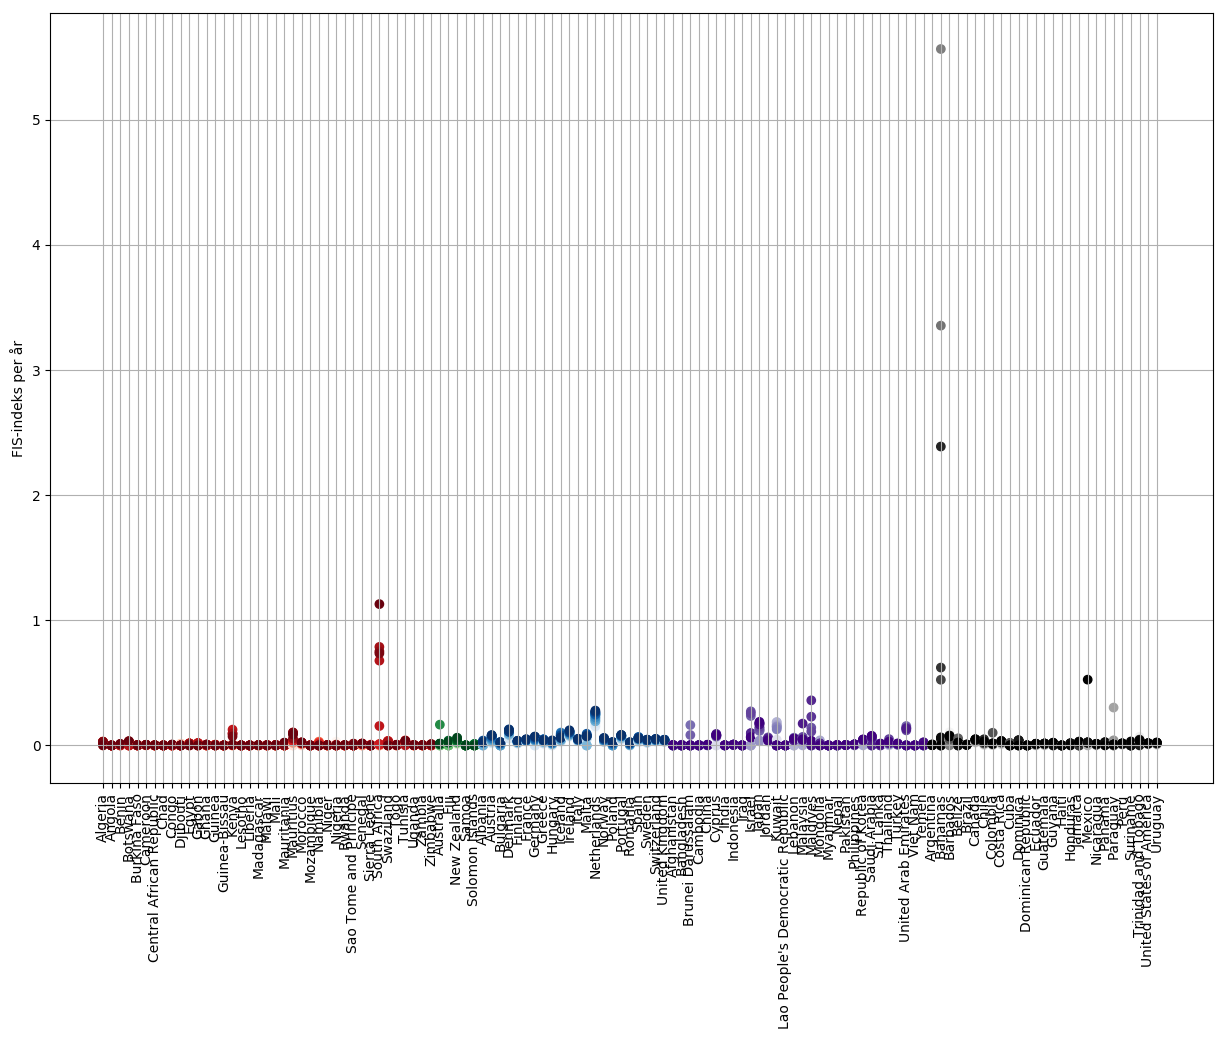 5
4
3
2
1
0
FIS-indeks per år
Algeria
Angola
Benin
Botswana
Burkina Faso
Cameroon
Central African Republic
Chad
Congo
Djibouti
Egypt
Gabon
Ghana
Guinea
Guinea-Bissau
Kenya
Lesotho
Liberia
Madagascar
Malawi
Mali
Mauritania
Mauritius
Morocco
Mozambique
Namibia
Niger
Nigeria
Rwanda
Sao Tome and Principe
Senegal
Sierra Leone
South Africa
Swaziland
Togo
Tunisia
Uganda
Zambia
Zimbabwe
Australia
Fiji
New Zealand
Samoa
Solomon Islands
Albania
Austria
Bulgaria
Denmark
Finland
France
Germany
Greece
Hungary
Iceland
Ireland
Italy
Malta
Netherlands
Norway
Poland
Portugal
Romania
Spain
Sweden
Switzerland
United Kingdom
Afghanistan
Bangladesh
Brunei Darussalam
Cambodia
China
Cyprus
India
Indonesia
Iraq
Israel
Japan
Jordan
Kuwait
Lao People's Democratic Republic
Lebanon
Malaysia
Maldives
Mongolia
Myanmar
Nepal
Pakistan
Philippines
Republic of Korea
Saudi Arabia
Sri Lanka
Thailand
Turkey
United Arab Emirates
Viet Nam
Yemen
Argentina
Bahamas
Barbados
Belize
Brazil
Canada
Chile
Colombia
Costa Rica
Cuba
Dominica
Dominican Republic
Ecuador
Guatemala
Guyana
Haiti
Honduras
Jamaica
Mexico
Nicaragua
Panama
Paraguay
Peru
Suriname
Trinidad and Tobago
United States of America
Uruguay